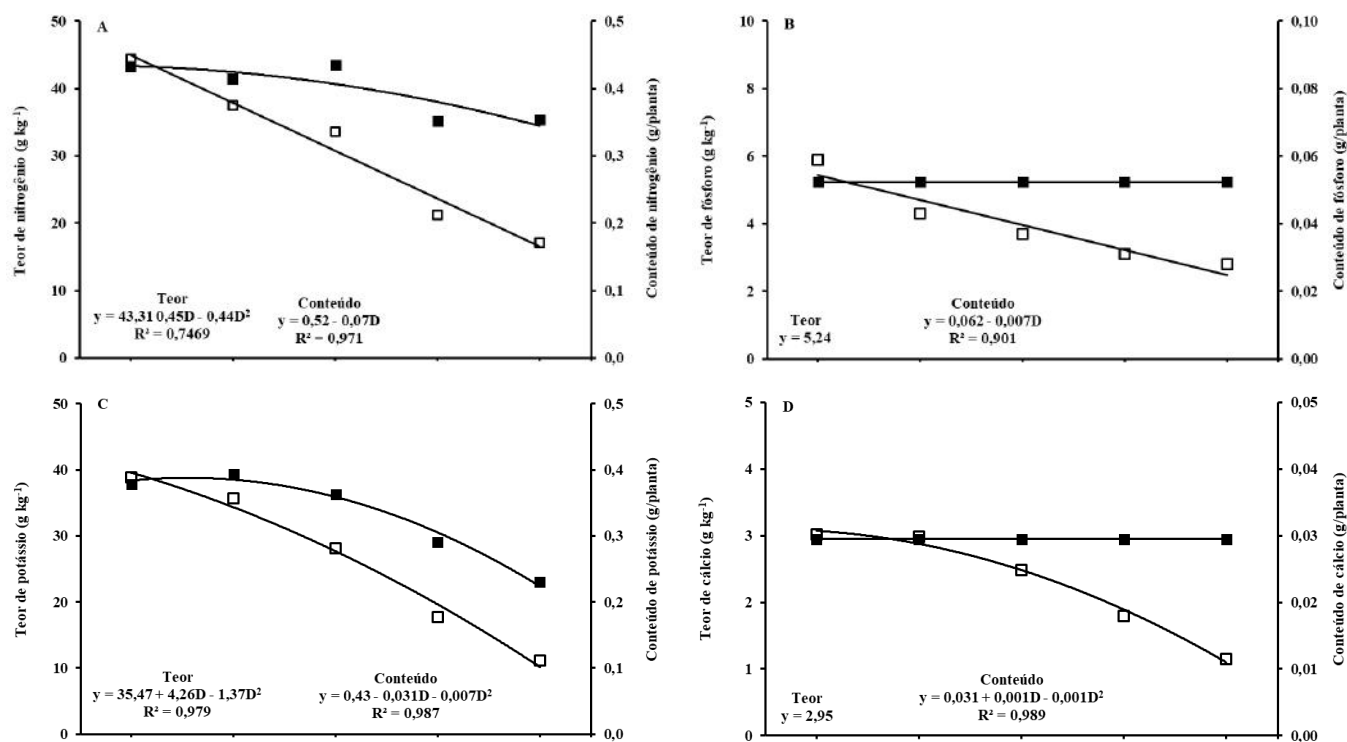 A
Teor de nitrogênio (g kg⁻¹)
50
40
30
20
10
0
Teor
y = 43,31 0,45D - 0,44D²
R² = 0,7469
Conteúdo
y = 0,52 - 0,07D
R² = 0,971
0,5
0,4
0,3
0,2
0,1
0,0
Conteúdo de nitrogênio (g/planta)
B
Teor de fósforo (g kg⁻¹)
10
8
6
4
2
0
Teor
y = 5,24
Conteúdo
y = 0,062 - 0,007D
R² = 0,901
0,10
0,08
0,06
0,04
0,02
0,00
Conteúdo de fósforo (g/planta)
C
Teor de potássio (g kg⁻¹)
50
40
30
20
10
0
Teor
y = 35,47 + 4,26D - 1,37D²
R² = 0,979
Conteúdo
y = 0,43 - 0,031D - 0,007D²
R² = 0,987
0,5
0,4
0,3
0,2
0,1
0,0
Conteúdo de potássio (g/planta)
D
Teor de cálcio (g kg⁻¹)
5
4
3
2
1
0
Teor
y = 2,95
Conteúdo
y = 0,031 + 0,001D - 0,001D²
R² = 0,989
0,05
0,04
0,03
0,02
0,01
0,00
Conteúdo de cálcio (g/planta)